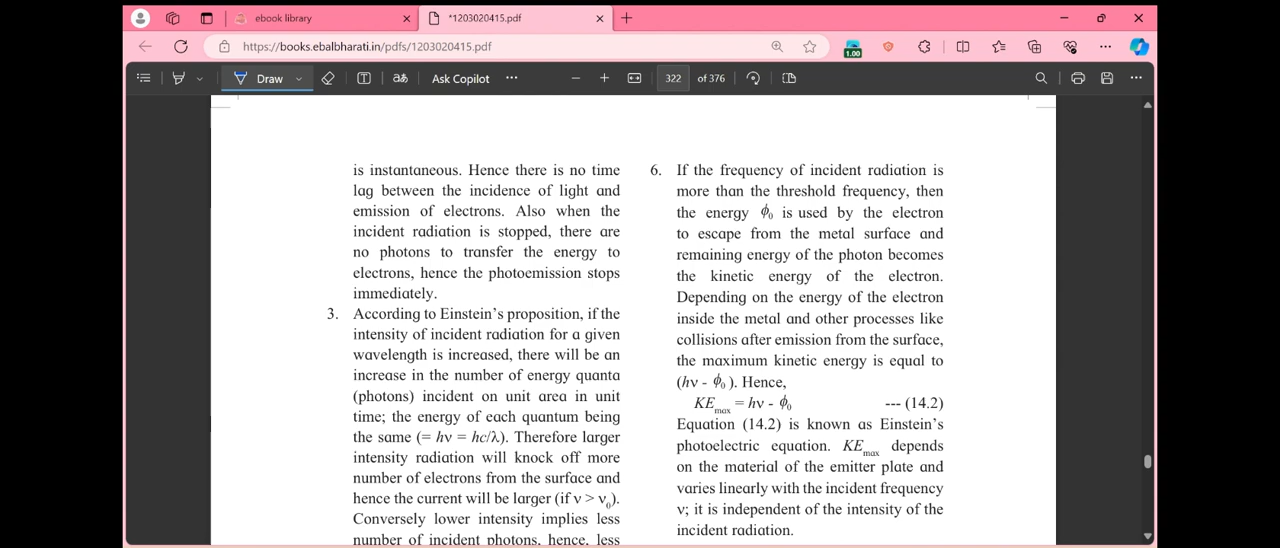 ebook library
*1203020415.pdf
https://books.ebalbharati.in/pdfs/1203020415.pdf
1.00
Draw
aあ
Ask Copilot
322
of 376
is instantaneous. Hence there is no time
lag between the incidence of light and
emission of electrons. Also when the
incident radiation is stopped, there are
no photons to transfer the energy to
electrons, hence the photoemission stops
immediately.
3. According to Einstein's proposition, if the
intensity of incident radiation for a given
wavelength is increased, there will be an
increase in the number of energy quanta
(photons) incident on unit area in unit
time; the energy of each quantum being
the same (= hν = hc/λ). Therefore larger
intensity radiation will knock off more
number of electrons from the surface and
hence the current will be larger (if ν > ν₀).
Conversely lower intensity implies less
number of incident photons, hence, less
6. If the frequency of incident radiation is
more than the threshold frequency, then
the energy ϕ₀ is used by the electron
to escape from the metal surface and
remaining energy of the photon becomes
the kinetic energy of the electron.
Depending on the energy of the electron
inside the metal and other processes like
collisions after emission from the surface,
the maximum kinetic energy is equal to
(hν - ϕ₀). Hence,
KEmax = hν - ϕ₀ --- (14.2)
Equation (14.2) is known as Einstein's
photoelectric equation. KEmax depends
on the material of the emitter plate and
varies linearly with the incident frequency
ν; it is independent of the intensity of the
incident radiation.